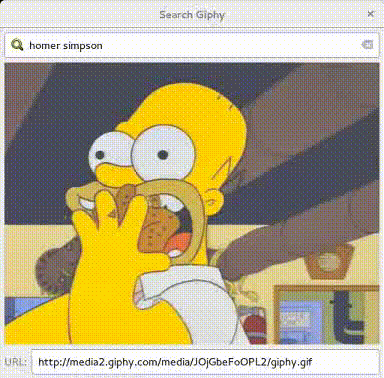 Search Giphy
homer simpson
URL: http://media2.giphy.com/media/JOjGbeFoOPL2/giphy.gif